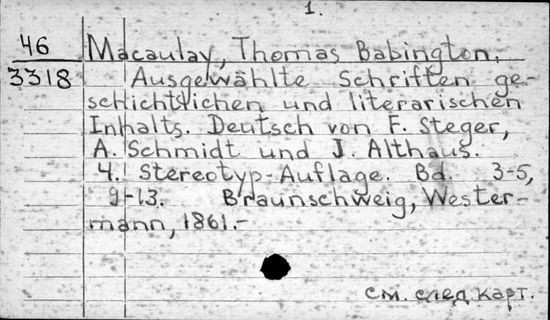 1.
46
3318
Macaulay, Thomas Babington.
Ausgewählte Schriften ge-
schichtslichen und literarischen
Inhalts. Deutsch von F. Steger,
A. Schmidt und J. Althaus.
4. Stereotyp-Auflage. Bd. 3-5,
9-13. Braunschweig, Wester-
mann, 1861.-
см. след. карт.